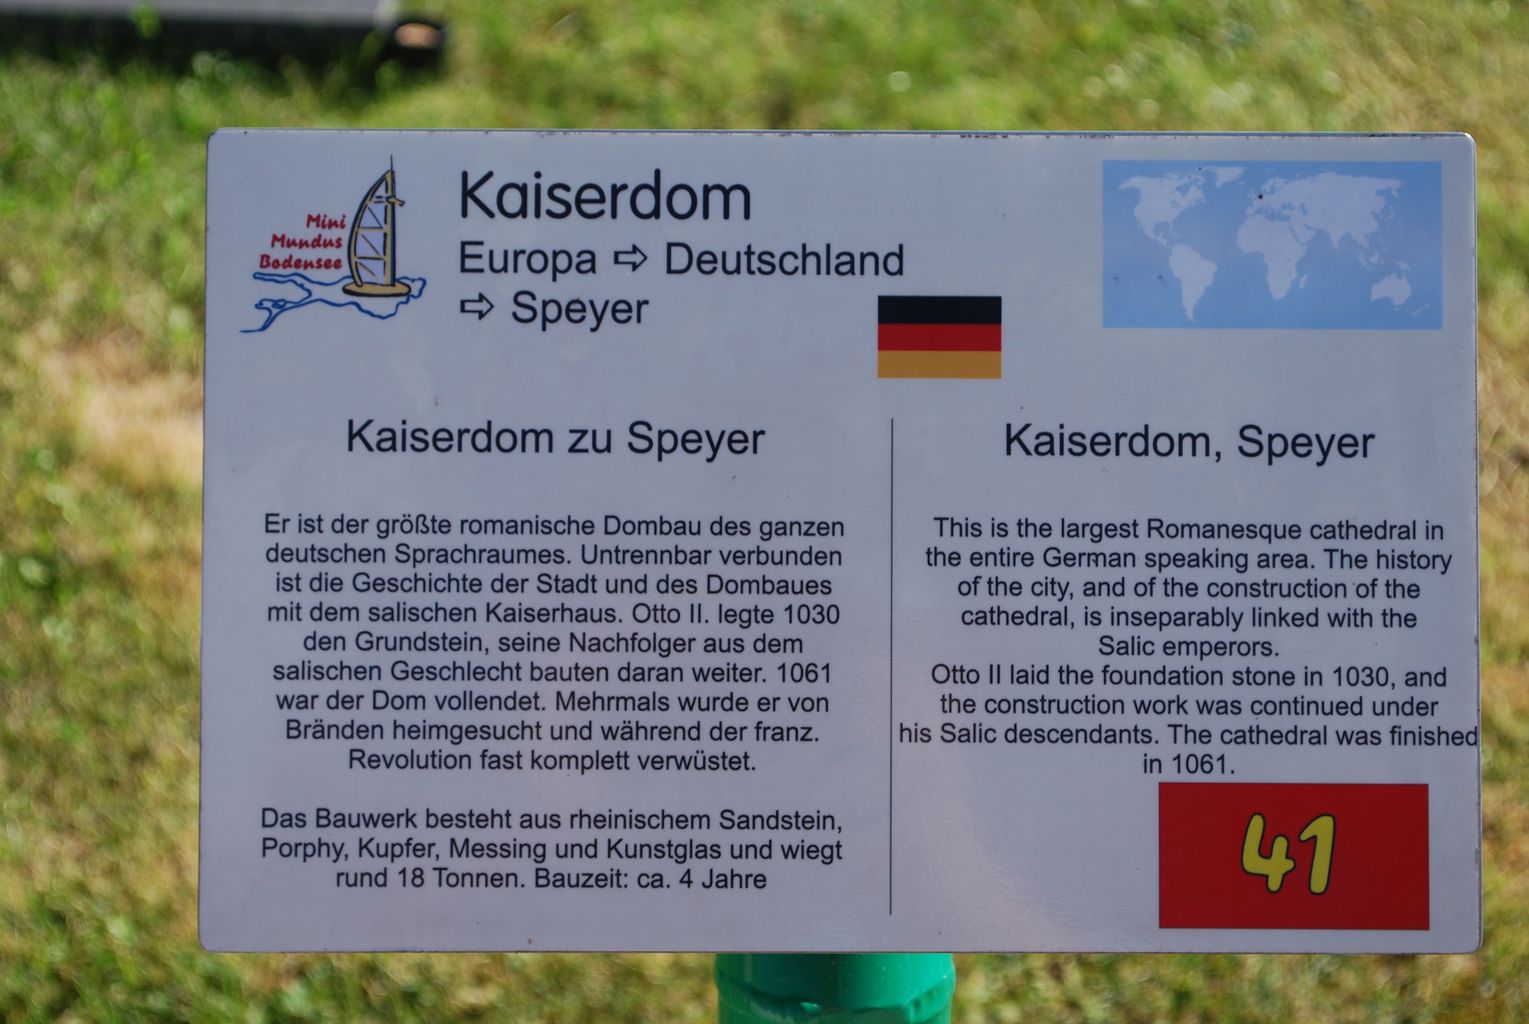 Mini
Mundus
Bodensee
Kaiserdom
Europa ⇨ Deutschland
⇨ Speyer
Kaiserdom zu Speyer
Er ist der größte romanische Dombau des ganzen
deutschen Sprachraumes. Untrennbar verbunden
ist die Geschichte der Stadt und des Dombaues
mit dem salischen Kaiserhaus. Otto II. legte 1030
den Grundstein, seine Nachfolger aus dem
salischen Geschlecht bauten daran weiter. 1061
war der Dom vollendet. Mehrmals wurde er von
Bränden heimgesucht und während der franz.
Revolution fast komplett verwüstet.
Das Bauwerk besteht aus rheinischem Sandstein,
Porphy, Kupfer, Messing und Kunstglas und wiegt
rund 18 Tonnen. Bauzeit: ca. 4 Jahre
Kaiserdom, Speyer
This is the largest Romanesque cathedral in
the entire German speaking area. The history
of the city, and of the construction of the
cathedral, is inseparably linked with the
Salic emperors.
Otto II laid the foundation stone in 1030, and
the construction work was continued under
his Salic descendants. The cathedral was finished
in 1061.
41